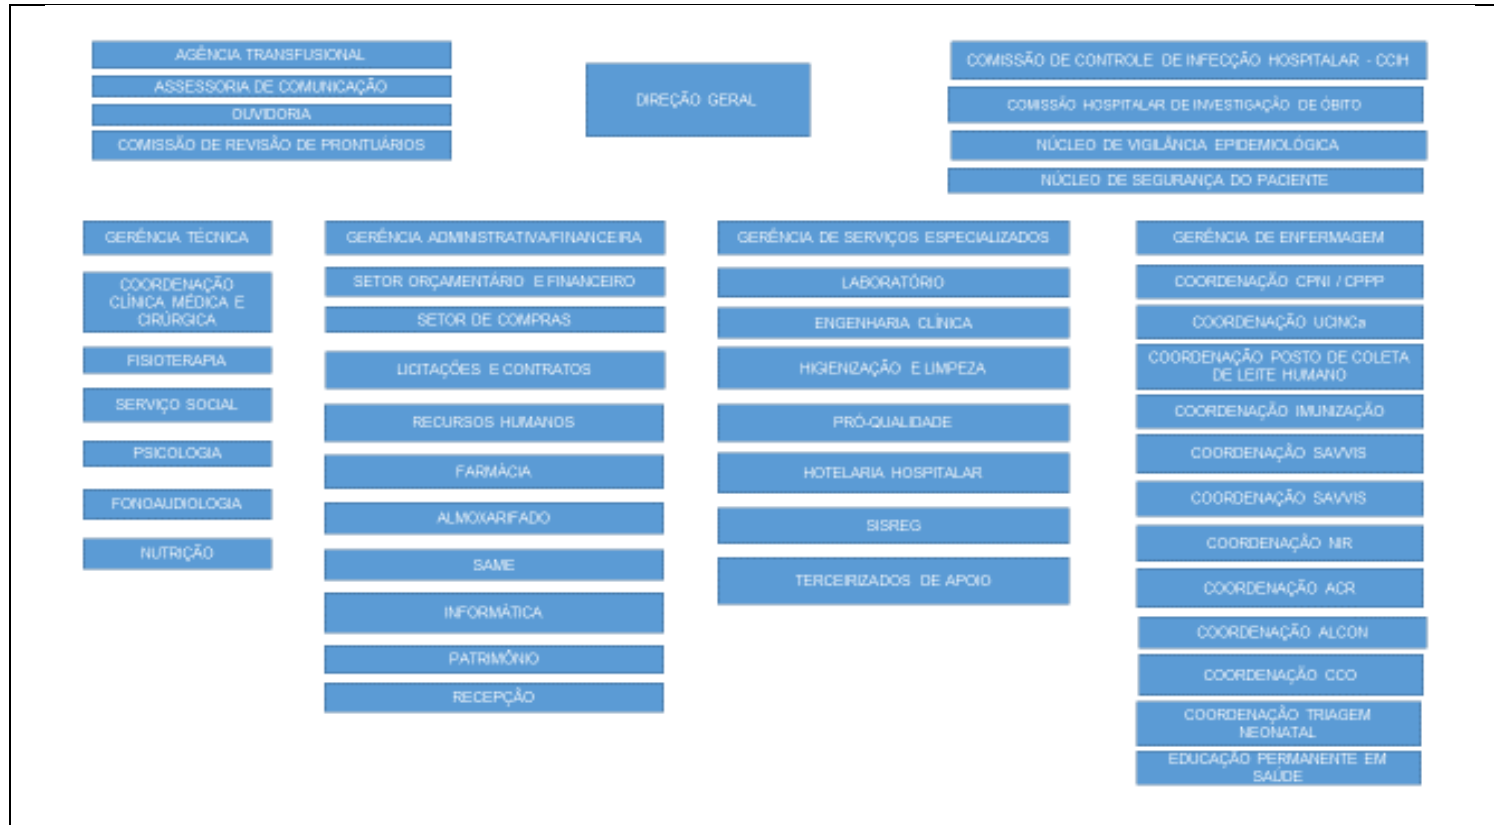 AGÊNCIA TRANSFUSIONAL
ASSESSORIA DE COMUNICAÇÃO
OUVIDORIA
COMISSÃO DE REVISÃO DE PRONTUÁRIOS
DIREÇÃO GERAL
COMISSÃO DE CONTROLE DE INFECÇÃO HOSPITALAR - CCIH
COMISSÃO HOSPITALAR DE INVESTIGAÇÃO DE ÓBITO
NÚCLEO DE VIGILÂNCIA EPIDEMIOLÓGICA
NÚCLEO DE SEGURANÇA DO PACIENTE
GERÊNCIA TÉCNICA
COORDENAÇÃO
CLÍNICA MÉDICA E
CIRÚRGICA
FISIOTERAPIA
SERVIÇO SOCIAL
PSICOLOGIA
FONOAUDIOLOGIA
NUTRIÇÃO
GERÊNCIA ADMINISTRATIVA/FINANCEIRA
SETOR ORÇAMENTÁRIO E FINANCEIRO
SETOR DE COMPRAS
LICITAÇÕES E CONTRATOS
RECURSOS HUMANOS
FARMÁCIA
ALMOXARIFADO
SAME
INFORMÁTICA
PATRIMÔNIO
RECEPÇÃO
GERÊNCIA DE SERVIÇOS ESPECIALIZADOS
LABORATÓRIO
ENGENHARIA CLÍNICA
HIGIENIZAÇÃO E LIMPEZA
PRÓ-QUALIDADE
HOTELARIA HOSPITALAR
SISREG
TERCEIRIZADOS DE APOIO
GERÊNCIA DE ENFERMAGEM
COORDENAÇÃO CPNI / CPPP
COORDENAÇÃO UCINCa
COORDENAÇÃO POSTO DE COLETA
DE LEITE HUMANO
COORDENAÇÃO IMUNIZAÇÃO
COORDENAÇÃO SAVVIS
COORDENAÇÃO SAVVIS
COORDENAÇÃO NIR
COORDENAÇÃO ACR
COORDENAÇÃO ALCON
COORDENAÇÃO CCO
COORDENAÇÃO TRIAGEM
NEONATAL
EDUCAÇÃO PERMANENTE EM
SAÚDE